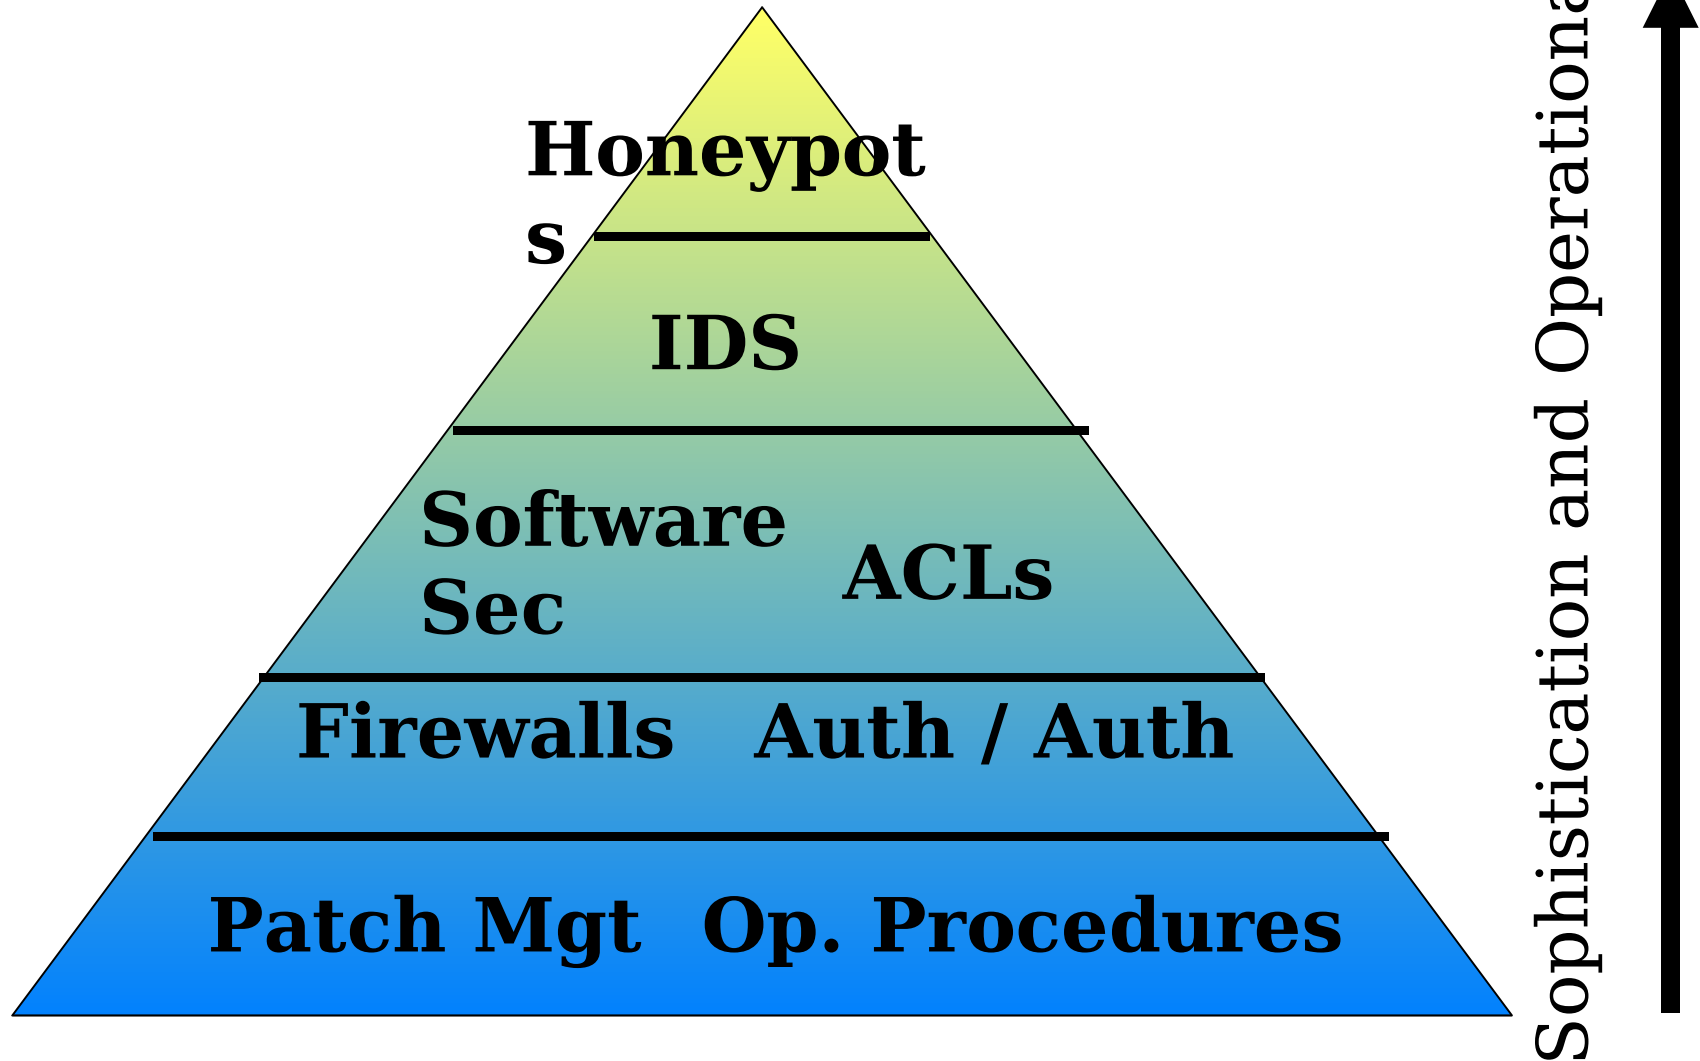 Honeypot
s
IDS
Software
Sec
ACLs
Firewalls
Auth / Auth
Patch Mgt
Op. Procedures
Sophistication and Operationa